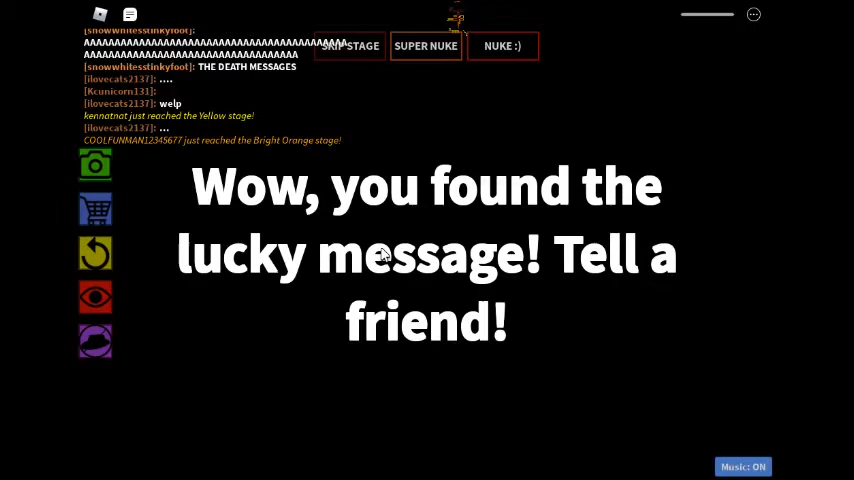 [snowwhitesstinkyfoot]:
AAAAAAAAAAAAAAAAAAAAAAAAAAAAAAAAAAAAAAAAAA
AAAAAAAAAAAAAAAAAAAAAAAAAAAAAAAAAA
[snowwhitesstinkyfoot]: THE DEATH MESSAGES
[ilovecats2137]: ....
[Kcunicorn131]:
[ilovecats2137]: welp
kennatnat just reached the Yellow stage!
[ilovecats2137]: ...
COOLFUNMAN12345677 just reached the Bright Orange stage!
SKIP STAGE
SUPER NUKE
NUKE :)
Wow, you found the
lucky message! Tell a
friend!
Music: ON